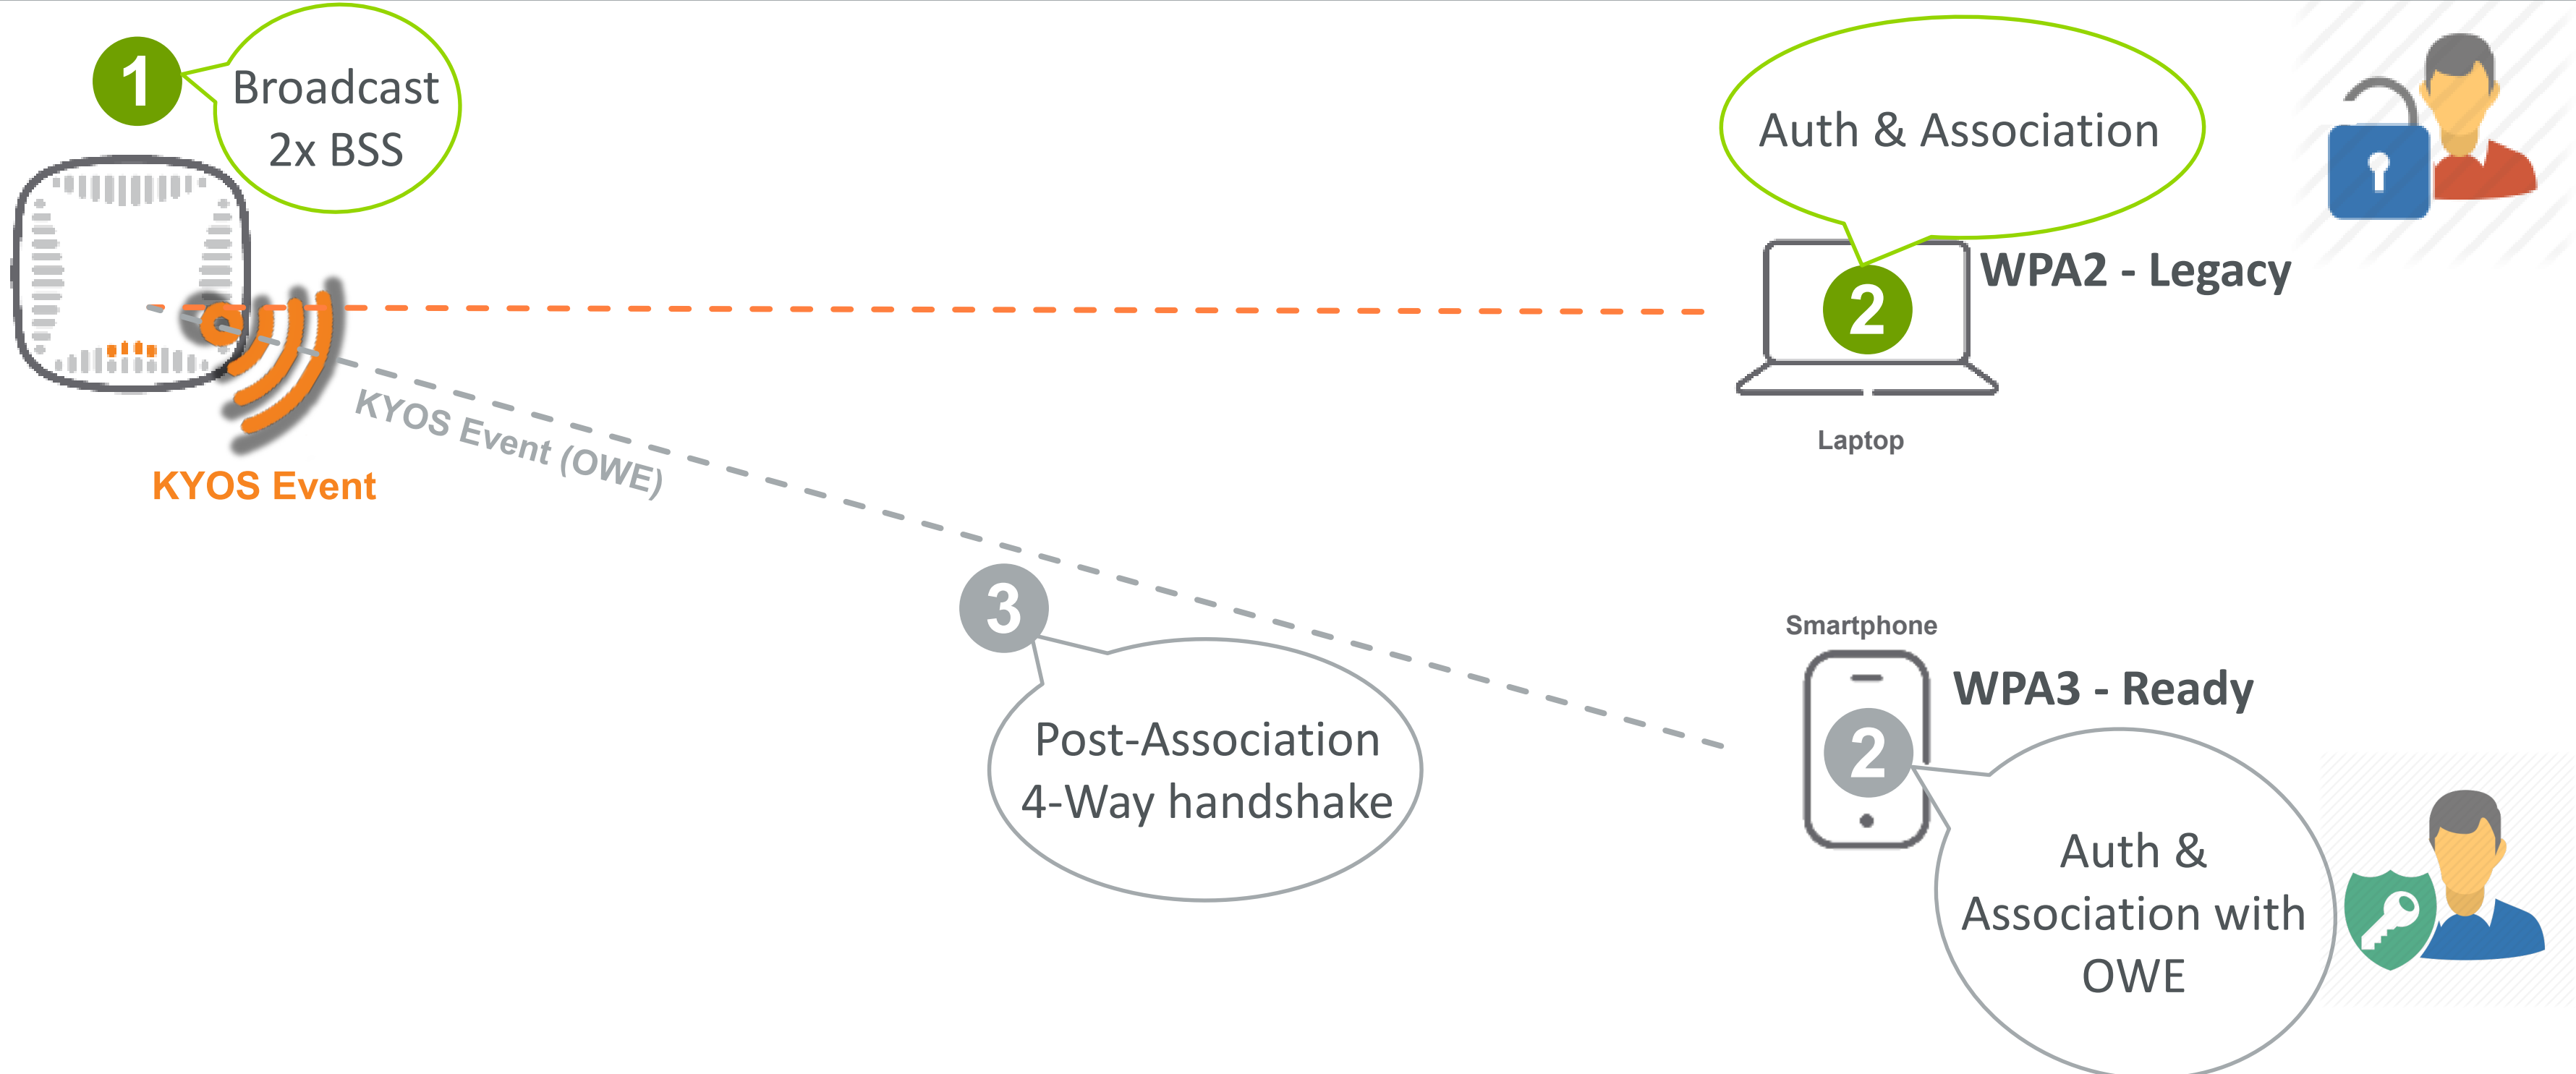 1
Broadcast
2x BSS
Auth & Association
WPA2 - Legacy
2
Laptop
KYOS Event (OWE)
KYOS Event
3
Post-Association
4-Way handshake
Smartphone
WPA3 - Ready
2
Auth &
Association with
OWE